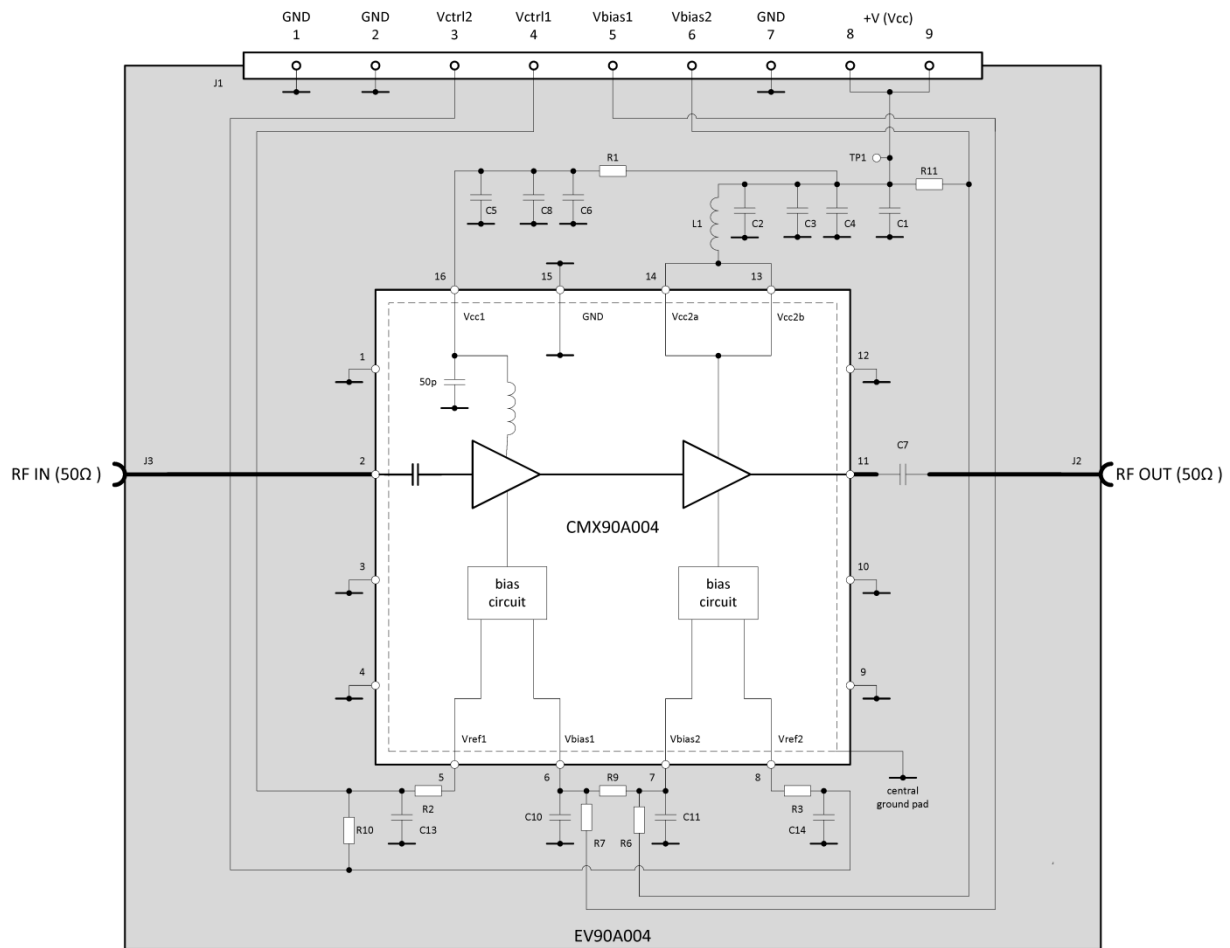 GND GND Vctrl2 Vctrl1 Vbias1 Vbias2 GND +V (Vcc)
1 2 3 4 5 6 7 8 9
J1
TP1
R1
R11
C5 C8 C6
L1 C2 C3 C4 C1
16 15 14 13
Vcc1 GND Vcc2a Vcc2b
1 12
50p
RF IN (50Ω ) J3 2 11 C7 J2 RF OUT (50Ω )
CMX90A004
3 10
bias circuit
bias circuit
4 9
Vref1 Vbias1 Vbias2 Vref2
5 6 7 8
R2 R9 R3
central ground pad
R10 C13 C10 R7 R6 C11 C14
EV90A004